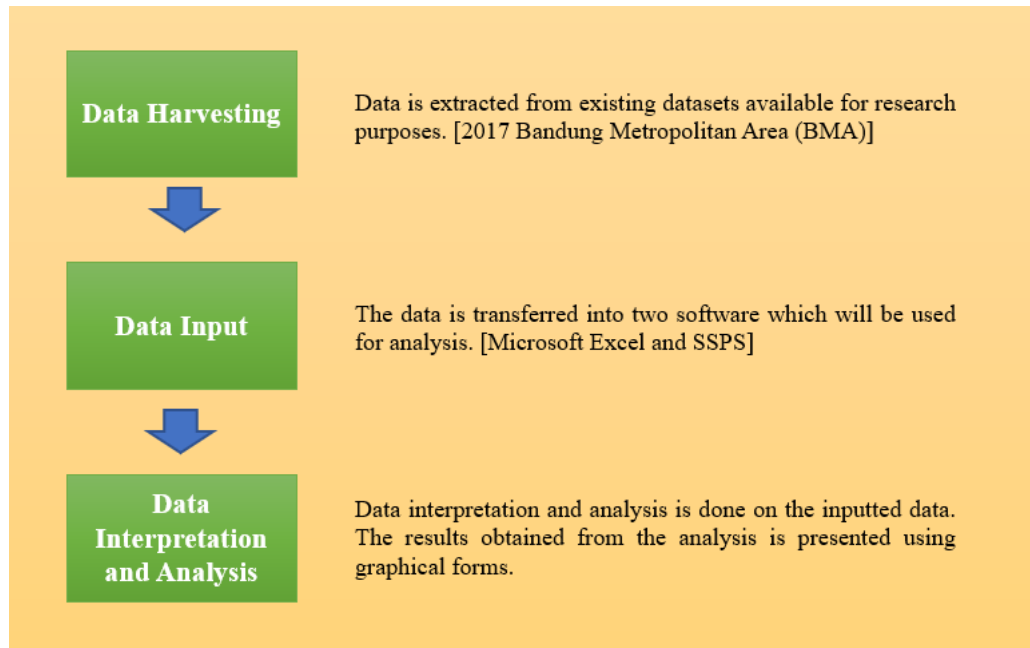 Data Harvesting
Data is extracted from existing datasets available for research
purposes. [2017 Bandung Metropolitan Area (BMA)]
Data Input
The data is transferred into two software which will be used
for analysis. [Microsoft Excel and SSPS]
Data
Interpretation
and Analysis
Data interpretation and analysis is done on the inputted data.
The results obtained from the analysis is presented using
graphical forms.